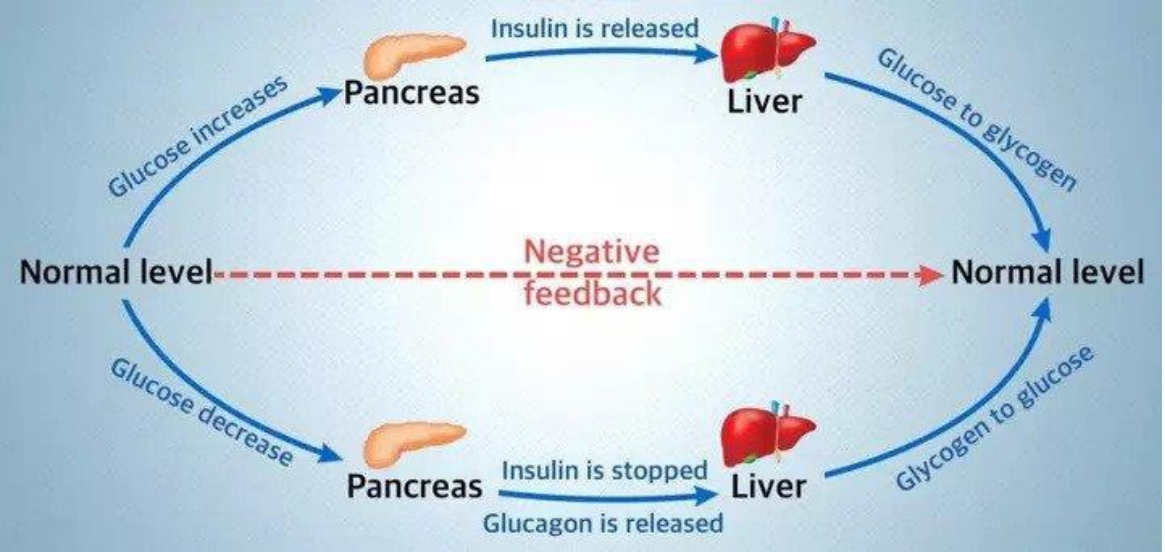 Insulin is released
Pancreas
Liver
Glucose increases
Glucose to glycogen
Normal level
Negative
feedback
Normal level
Glucose decrease
Glycogen to glucose
Pancreas
Insulin is stopped
Liver
Glucagon is released